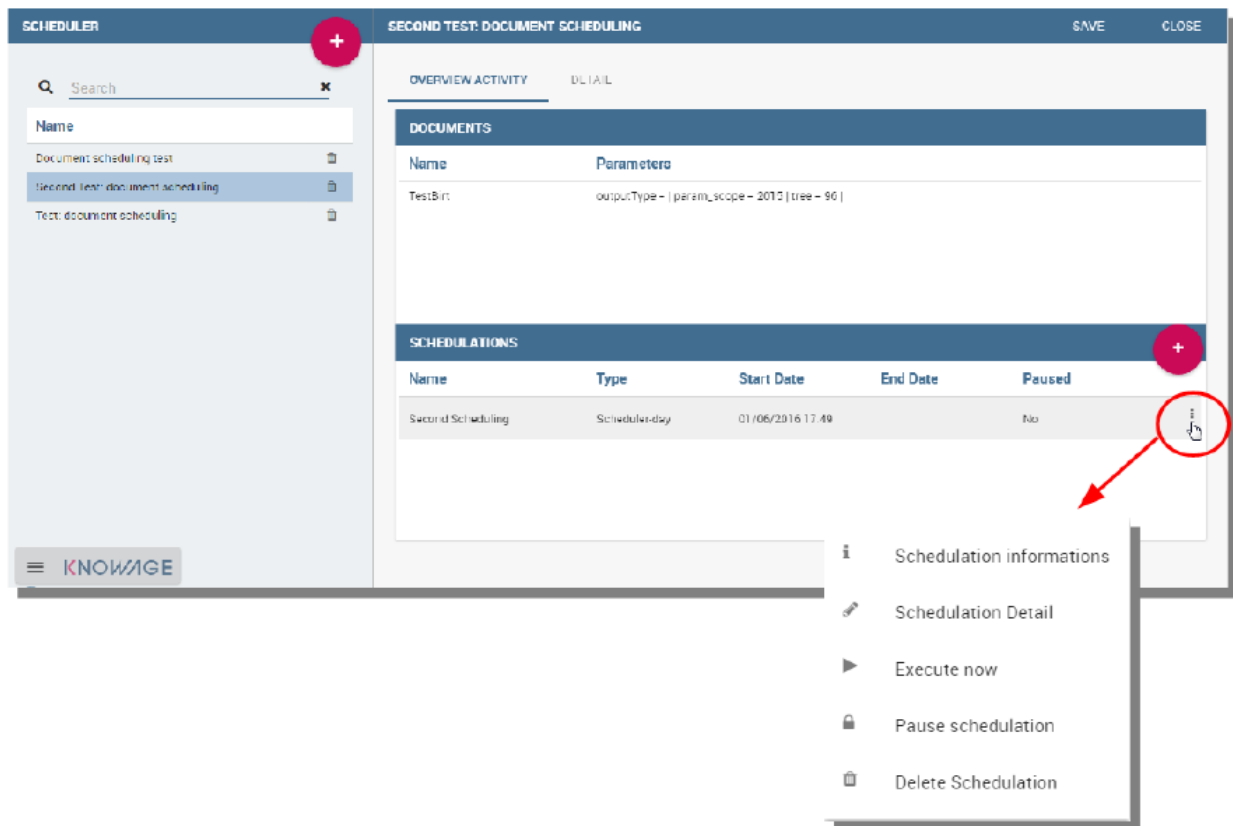 SCHEDULER
+
SECOND TEST: DOCUMENT SCHEDULING
SAVE
CLOSE
Search
Name
Document scheduling test
Second Test: document scheduling
Test: document scheduling
OVERVIEW ACTIVITY
DETAIL
DOCUMENTS
Name Parameters
TestBirt outputType = | param_scope = 2015 | tree = 96 |
SCHEDULATIONS
+
Name Type Start Date End Date Paused
Second Scheduling Scheduler-day 01/06/2016 17:49 No
KNOWAGE
Schedulation informations
Schedulation Detail
Execute now
Pause schedulation
Delete Schedulation